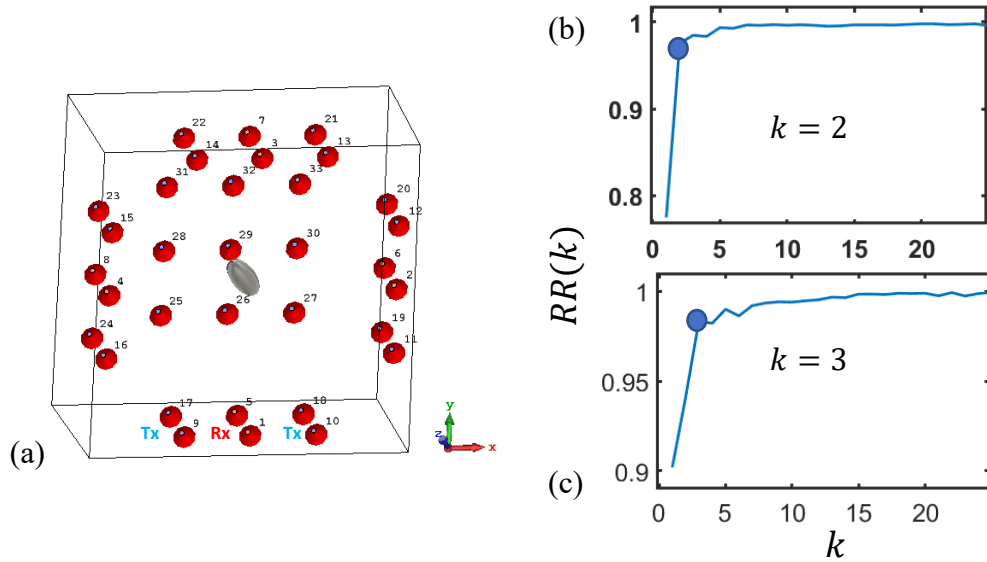 (a)
22 7 21
14 3 13
31 32 33
23 20
15 12
28 29 30
8 6
4 2
25 26 27
24 19
16 11
17 5 18
9 1 10
Tx Rx Tx
y
z x
(b)
1
0.9
0.8
0 5 10 15 20
k = 2
RR(k)
(c)
1
0.95
0.9
0 5 10 15 20
k = 3
k